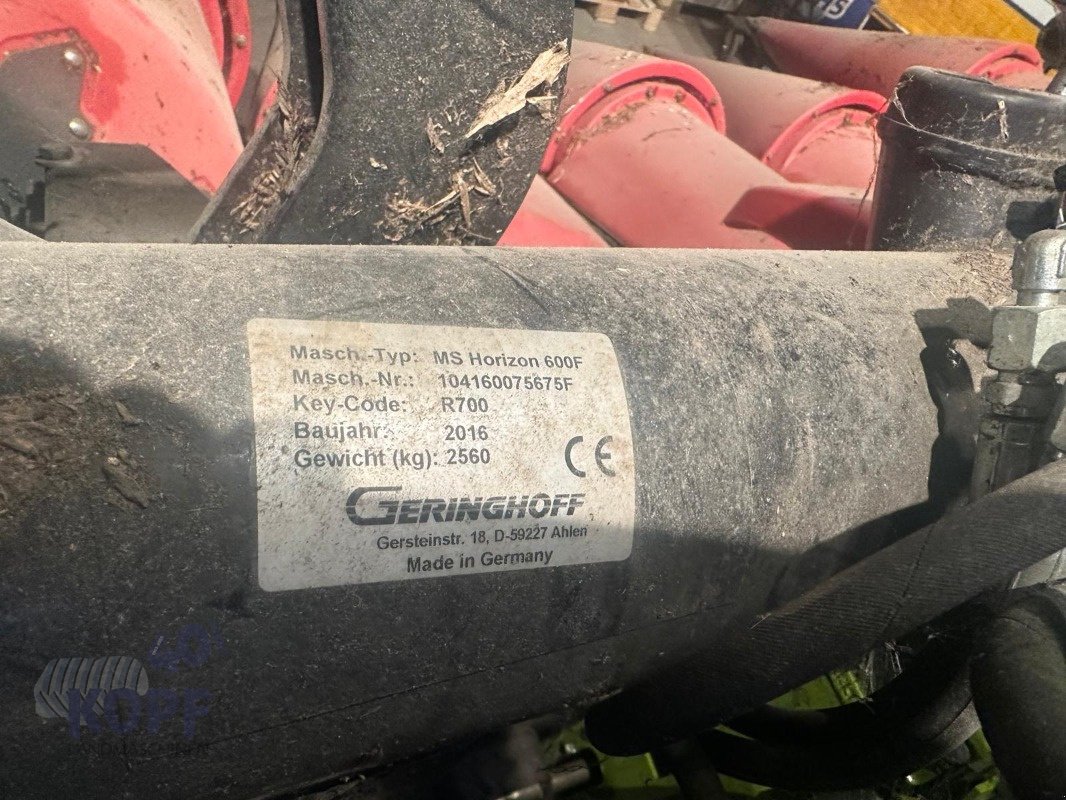 Masch.-Typ: MS Horizon 600F
Masch.-Nr.: 104160075675F
Key-Code: R700
Baujahr: 2016
Gewicht (kg): 2560
CE
GERINGHOFF
Gersteinstr. 18, D-59227 Ahlen
Made in Germany
KOPF